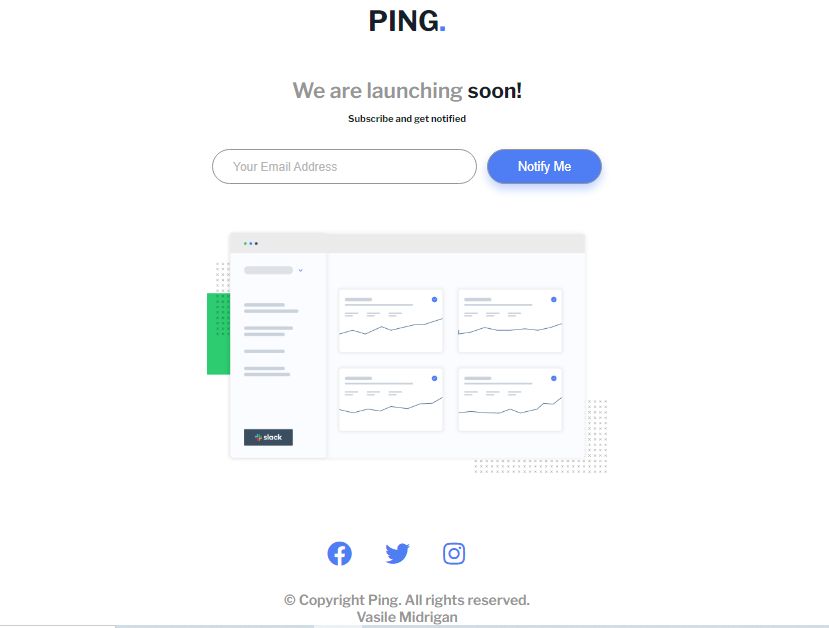 PING.
We are launching soon!
Subscribe and get notified
Your Email Address
Notify Me
slack
© Copyright Ping. All rights reserved.
Vasile Midrigan